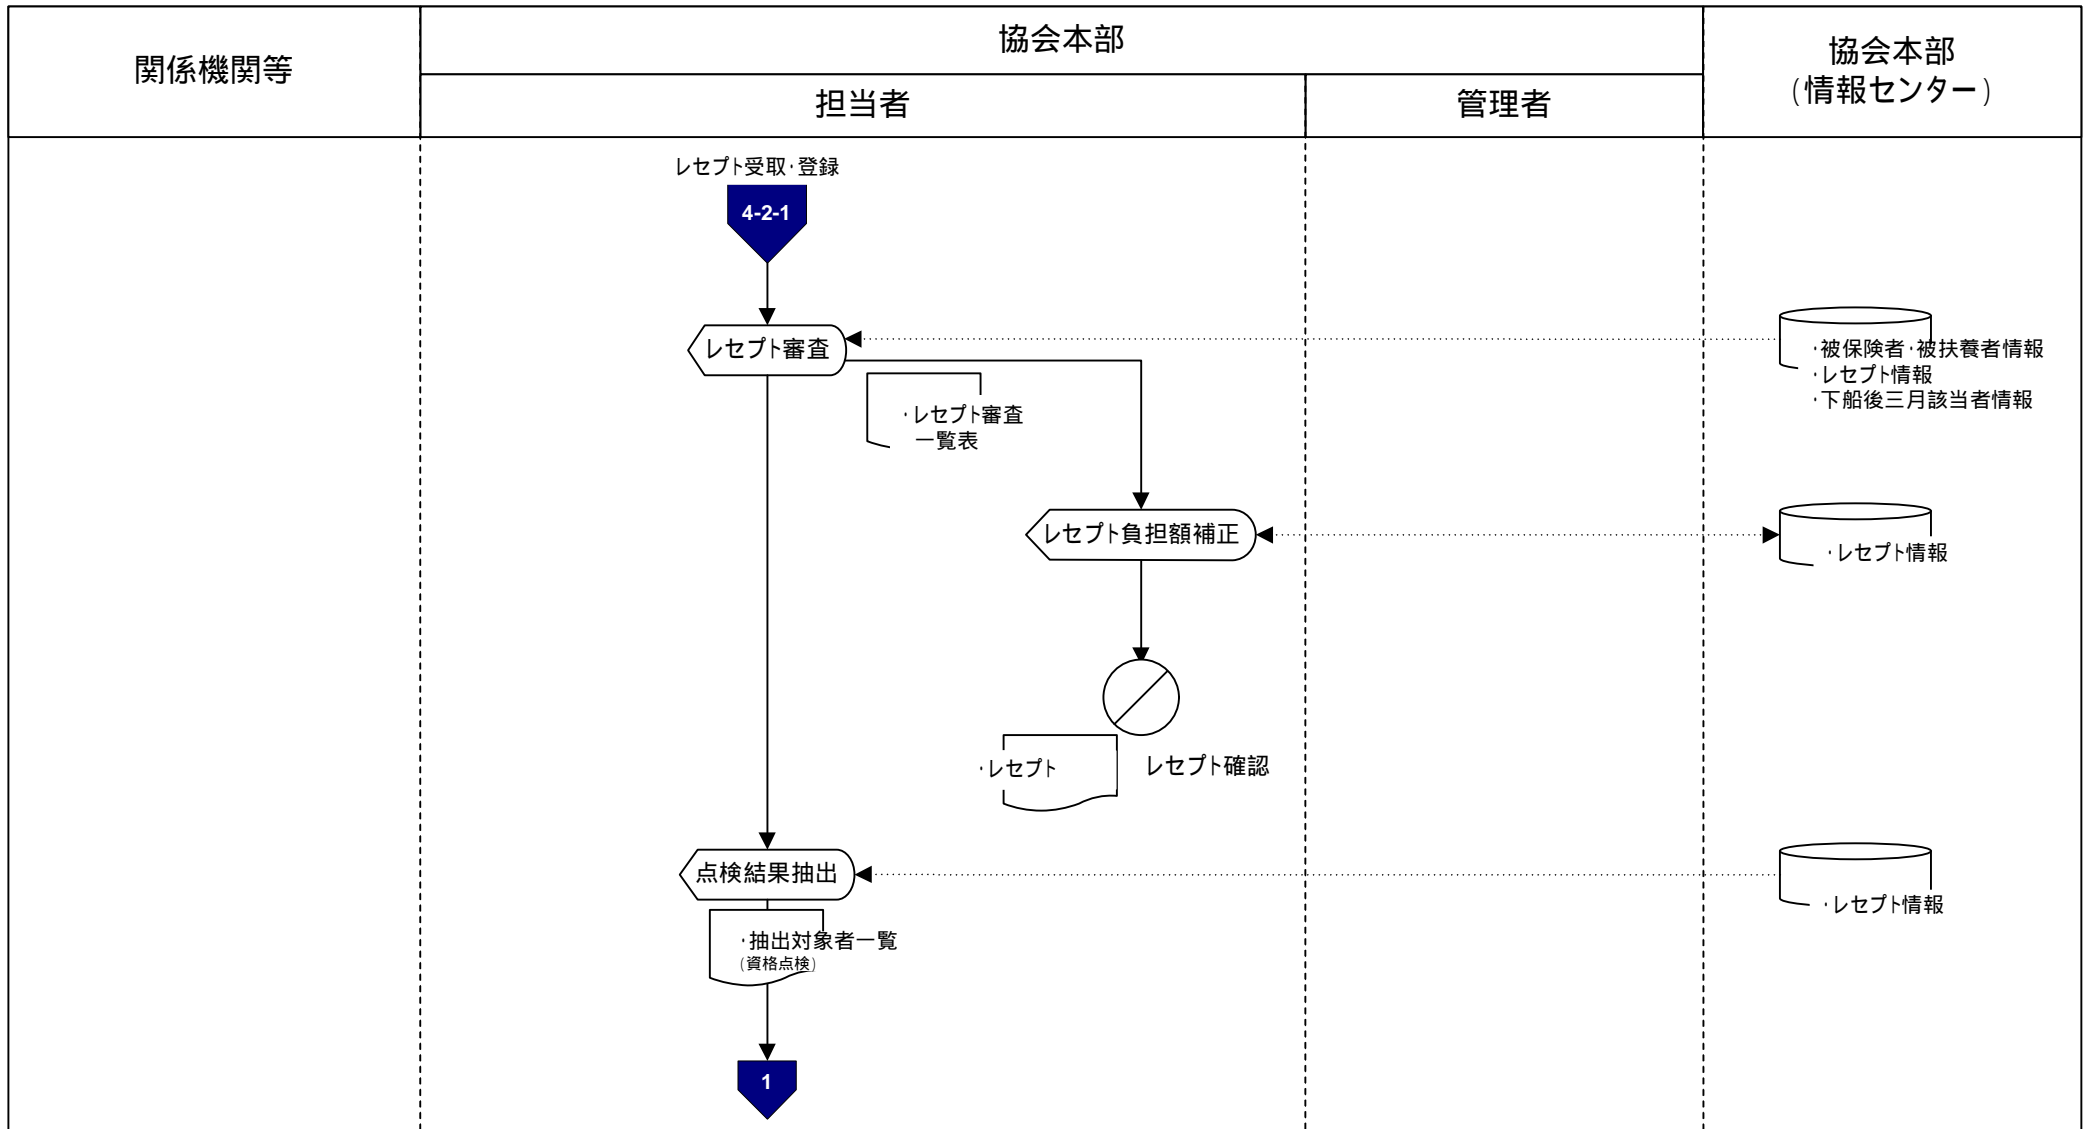 関係機関等
協会本部
担当者
管理者
協会本部
(情報センター)
レセプト受取・登録
4-2-1
レセプト審査
・被保険者・被扶養者情報
・レセプト情報
・下船後三月該当者情報
・レセプト審査
一覧表
レセプト負担額補正
・レセプト情報
・レセプト
レセプト確認
点検結果抽出
・レセプト情報
・抽出対象者一覧
(資格点検)
1